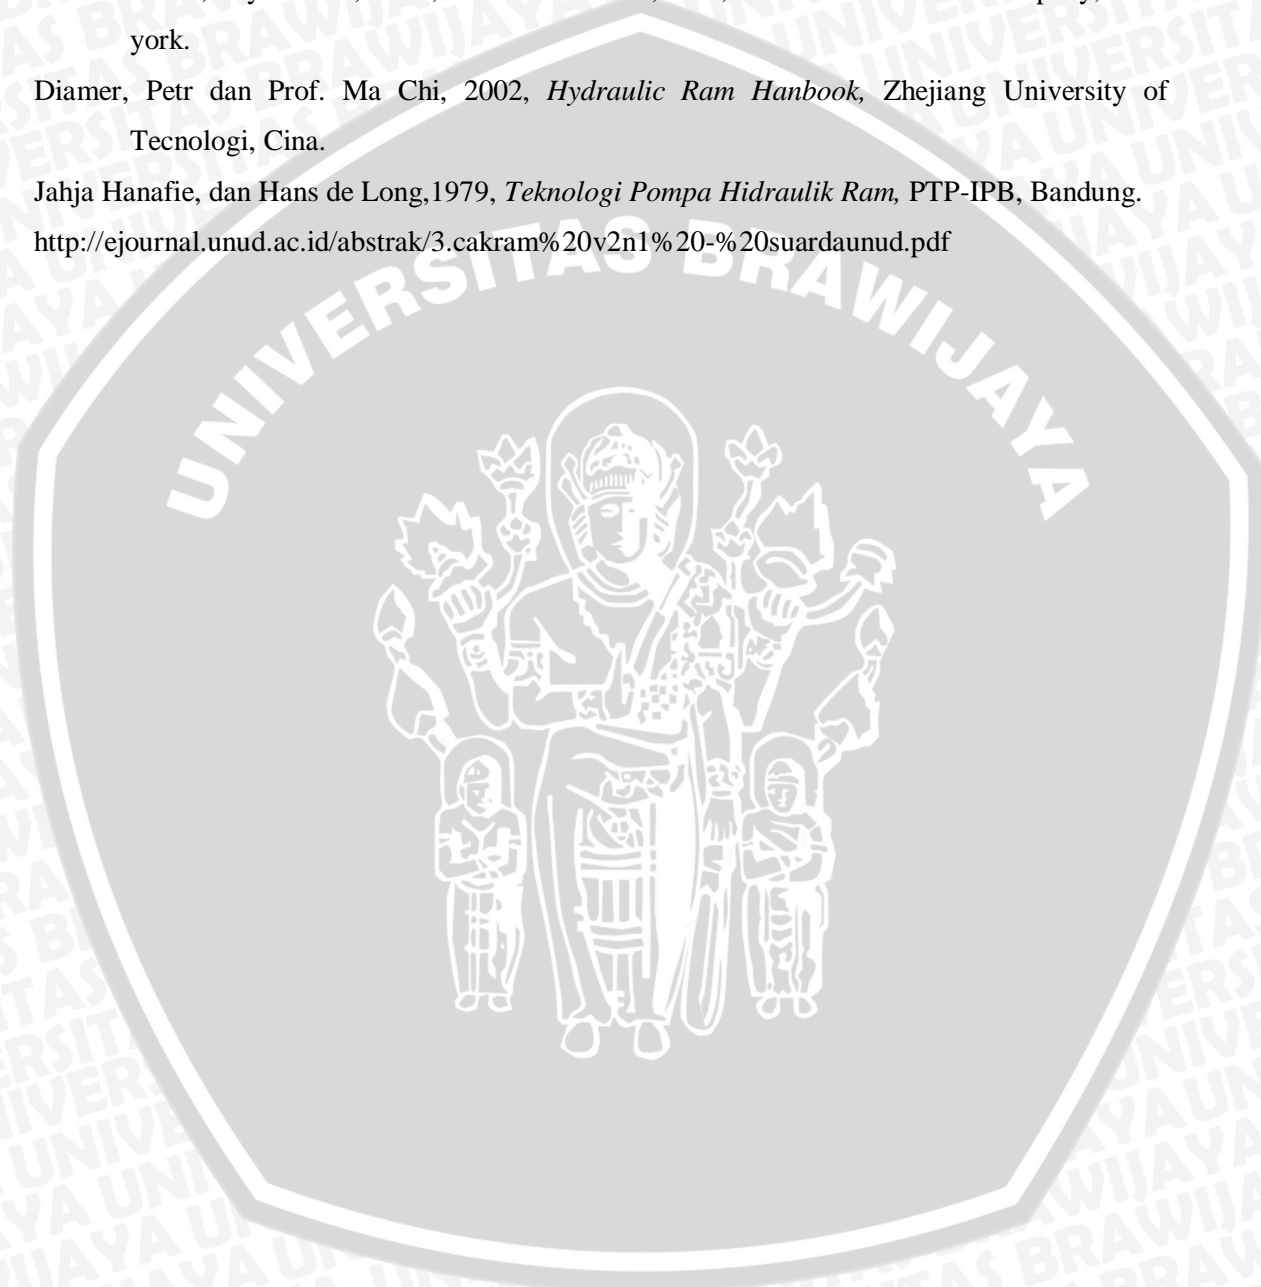 york.
Diamer, Petr dan Prof. Ma Chi, 2002, Hydraulic Ram Hanbook, Zhejiang University of
Tecnologi, Cina.
Jahja Hanafie, dan Hans de Long,1979, Teknologi Pompa Hidraulik Ram, PTP-IPB, Bandung.
http://ejournal.unud.ac.id/abstrak/3.cakram%20v2n1%20-%20suardaunud.pdf
UNIVERSITAS BRAWIJAYA